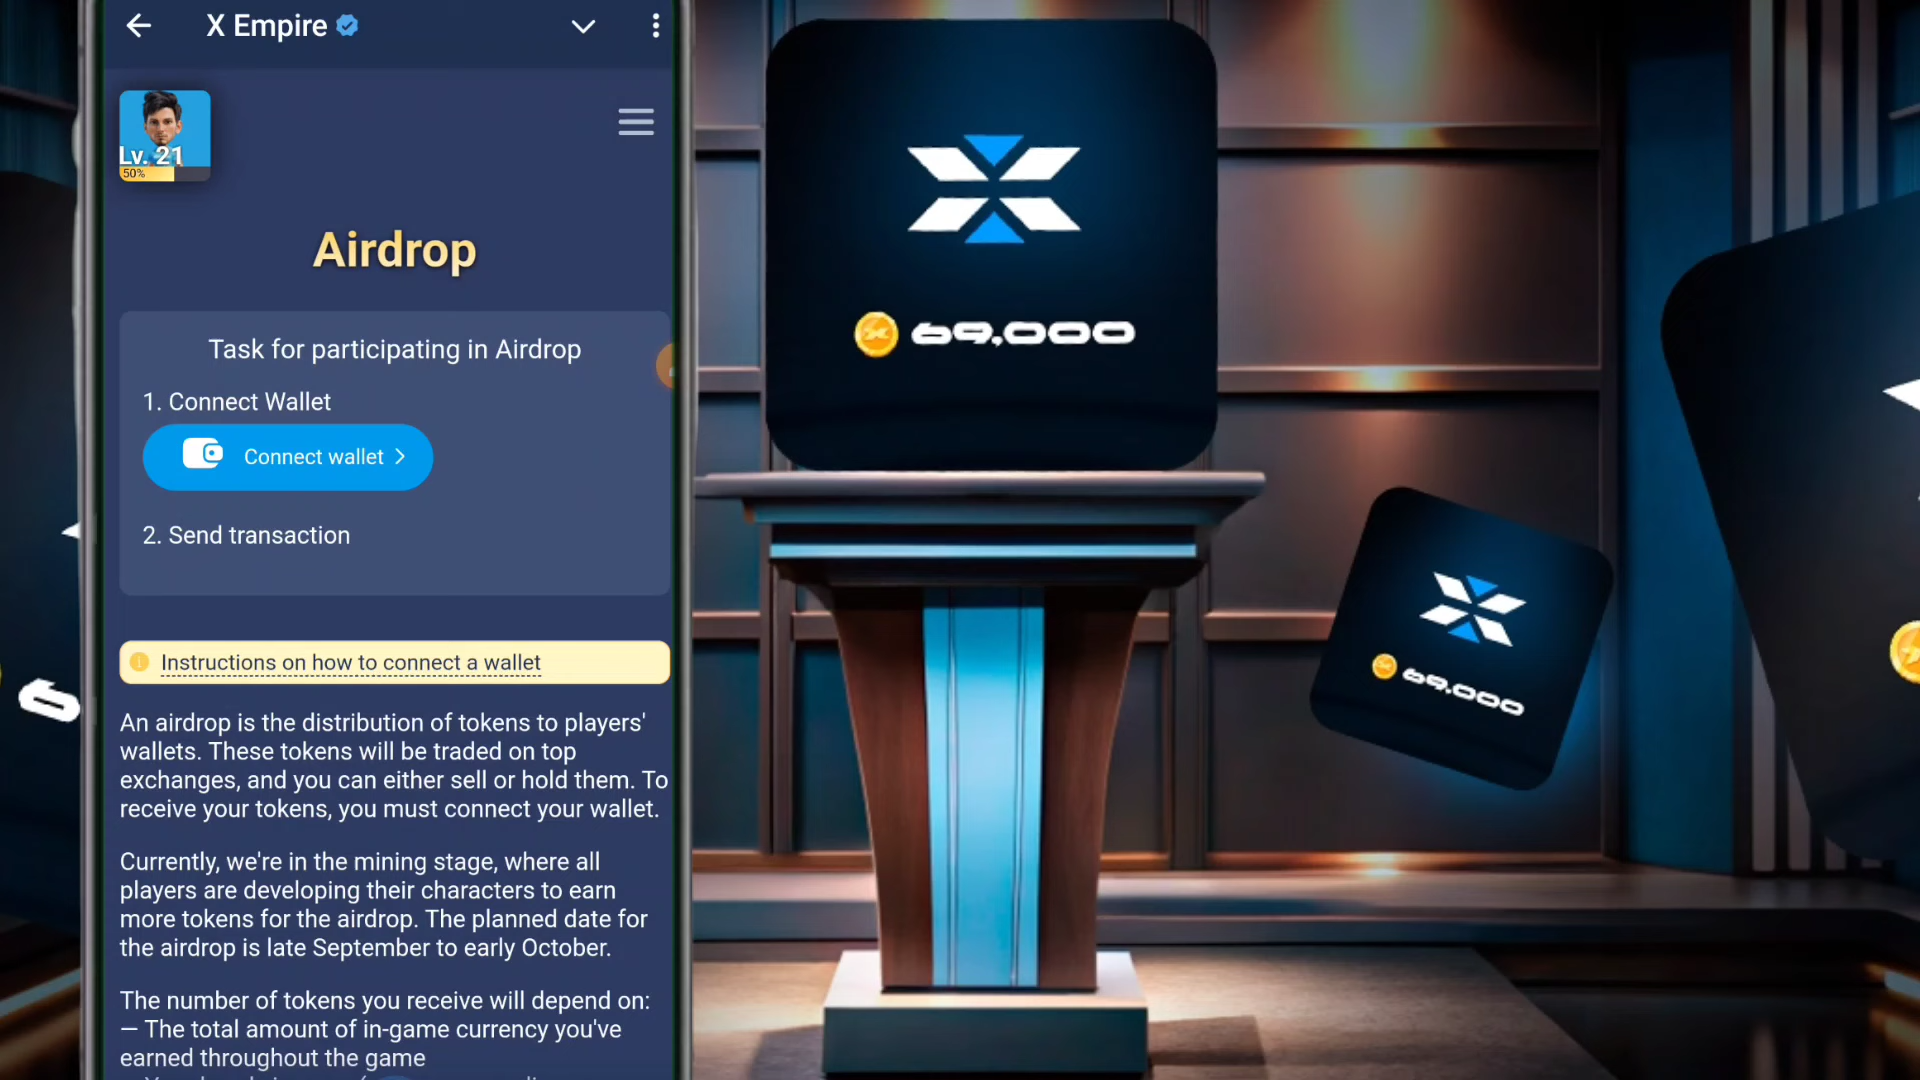 X Empire
Lv. 21
50%
Airdrop
Task for participating in Airdrop
1. Connect Wallet
Connect wallet
2. Send transaction
Instructions on how to connect a wallet
An airdrop is the distribution of tokens to players'
wallets. These tokens will be traded on top
exchanges, and you can either sell or hold them. To
receive your tokens, you must connect your wallet.
Currently, we're in the mining stage, where all
players are developing their characters to earn
more tokens for the airdrop. The planned date for
the airdrop is late September to early October.
The number of tokens you receive will depend on:
— The total amount of in-game currency you've
earned throughout the game
69,000
69,000
6